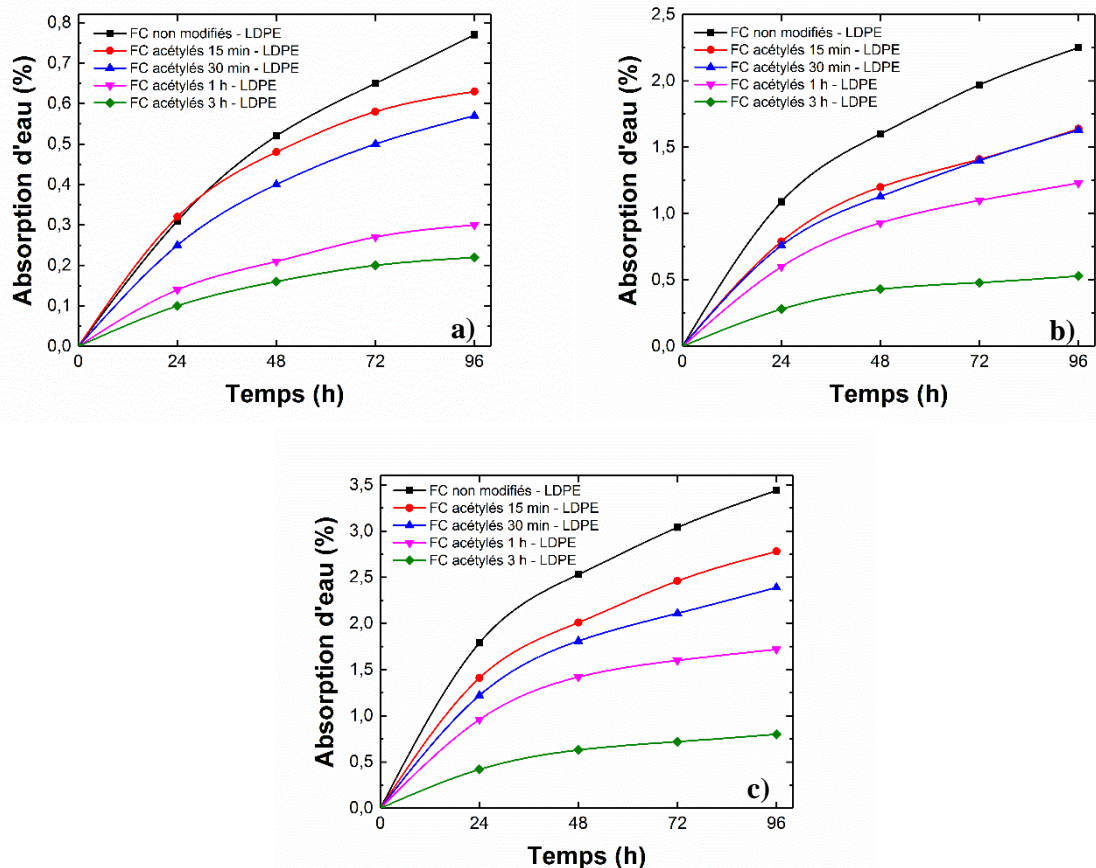 0,8
0,7
0,6
0,5
0,4
0,3
0,2
0,1
0,0
Absorption d'eau (%)
FC non modifiés - LDPE
FC acétylés 15 min - LDPE
FC acétylés 30 min - LDPE
FC acétylés 1 h - LDPE
FC acétylés 3 h - LDPE
a)
0 24 48 72 96
Temps (h)
2,5
2,0
1,5
1,0
0,5
0,0
Absorption d'eau (%)
FC non modifiés - LDPE
FC acétylés 15 min - LDPE
FC acétylés 30 min - LDPE
FC acétylés 1 h - LDPE
FC acétylés 3 h - LDPE
b)
0 24 48 72 96
Temps (h)
3,5
3,0
2,5
2,0
1,5
1,0
0,5
0,0
Absorption d'eau (%)
FC non modifiés - LDPE
FC acétylés 15 min - LDPE
FC acétylés 30 min - LDPE
FC acétylés 1 h - LDPE
FC acétylés 3 h - LDPE
c)
0 24 48 72 96
Temps (h)